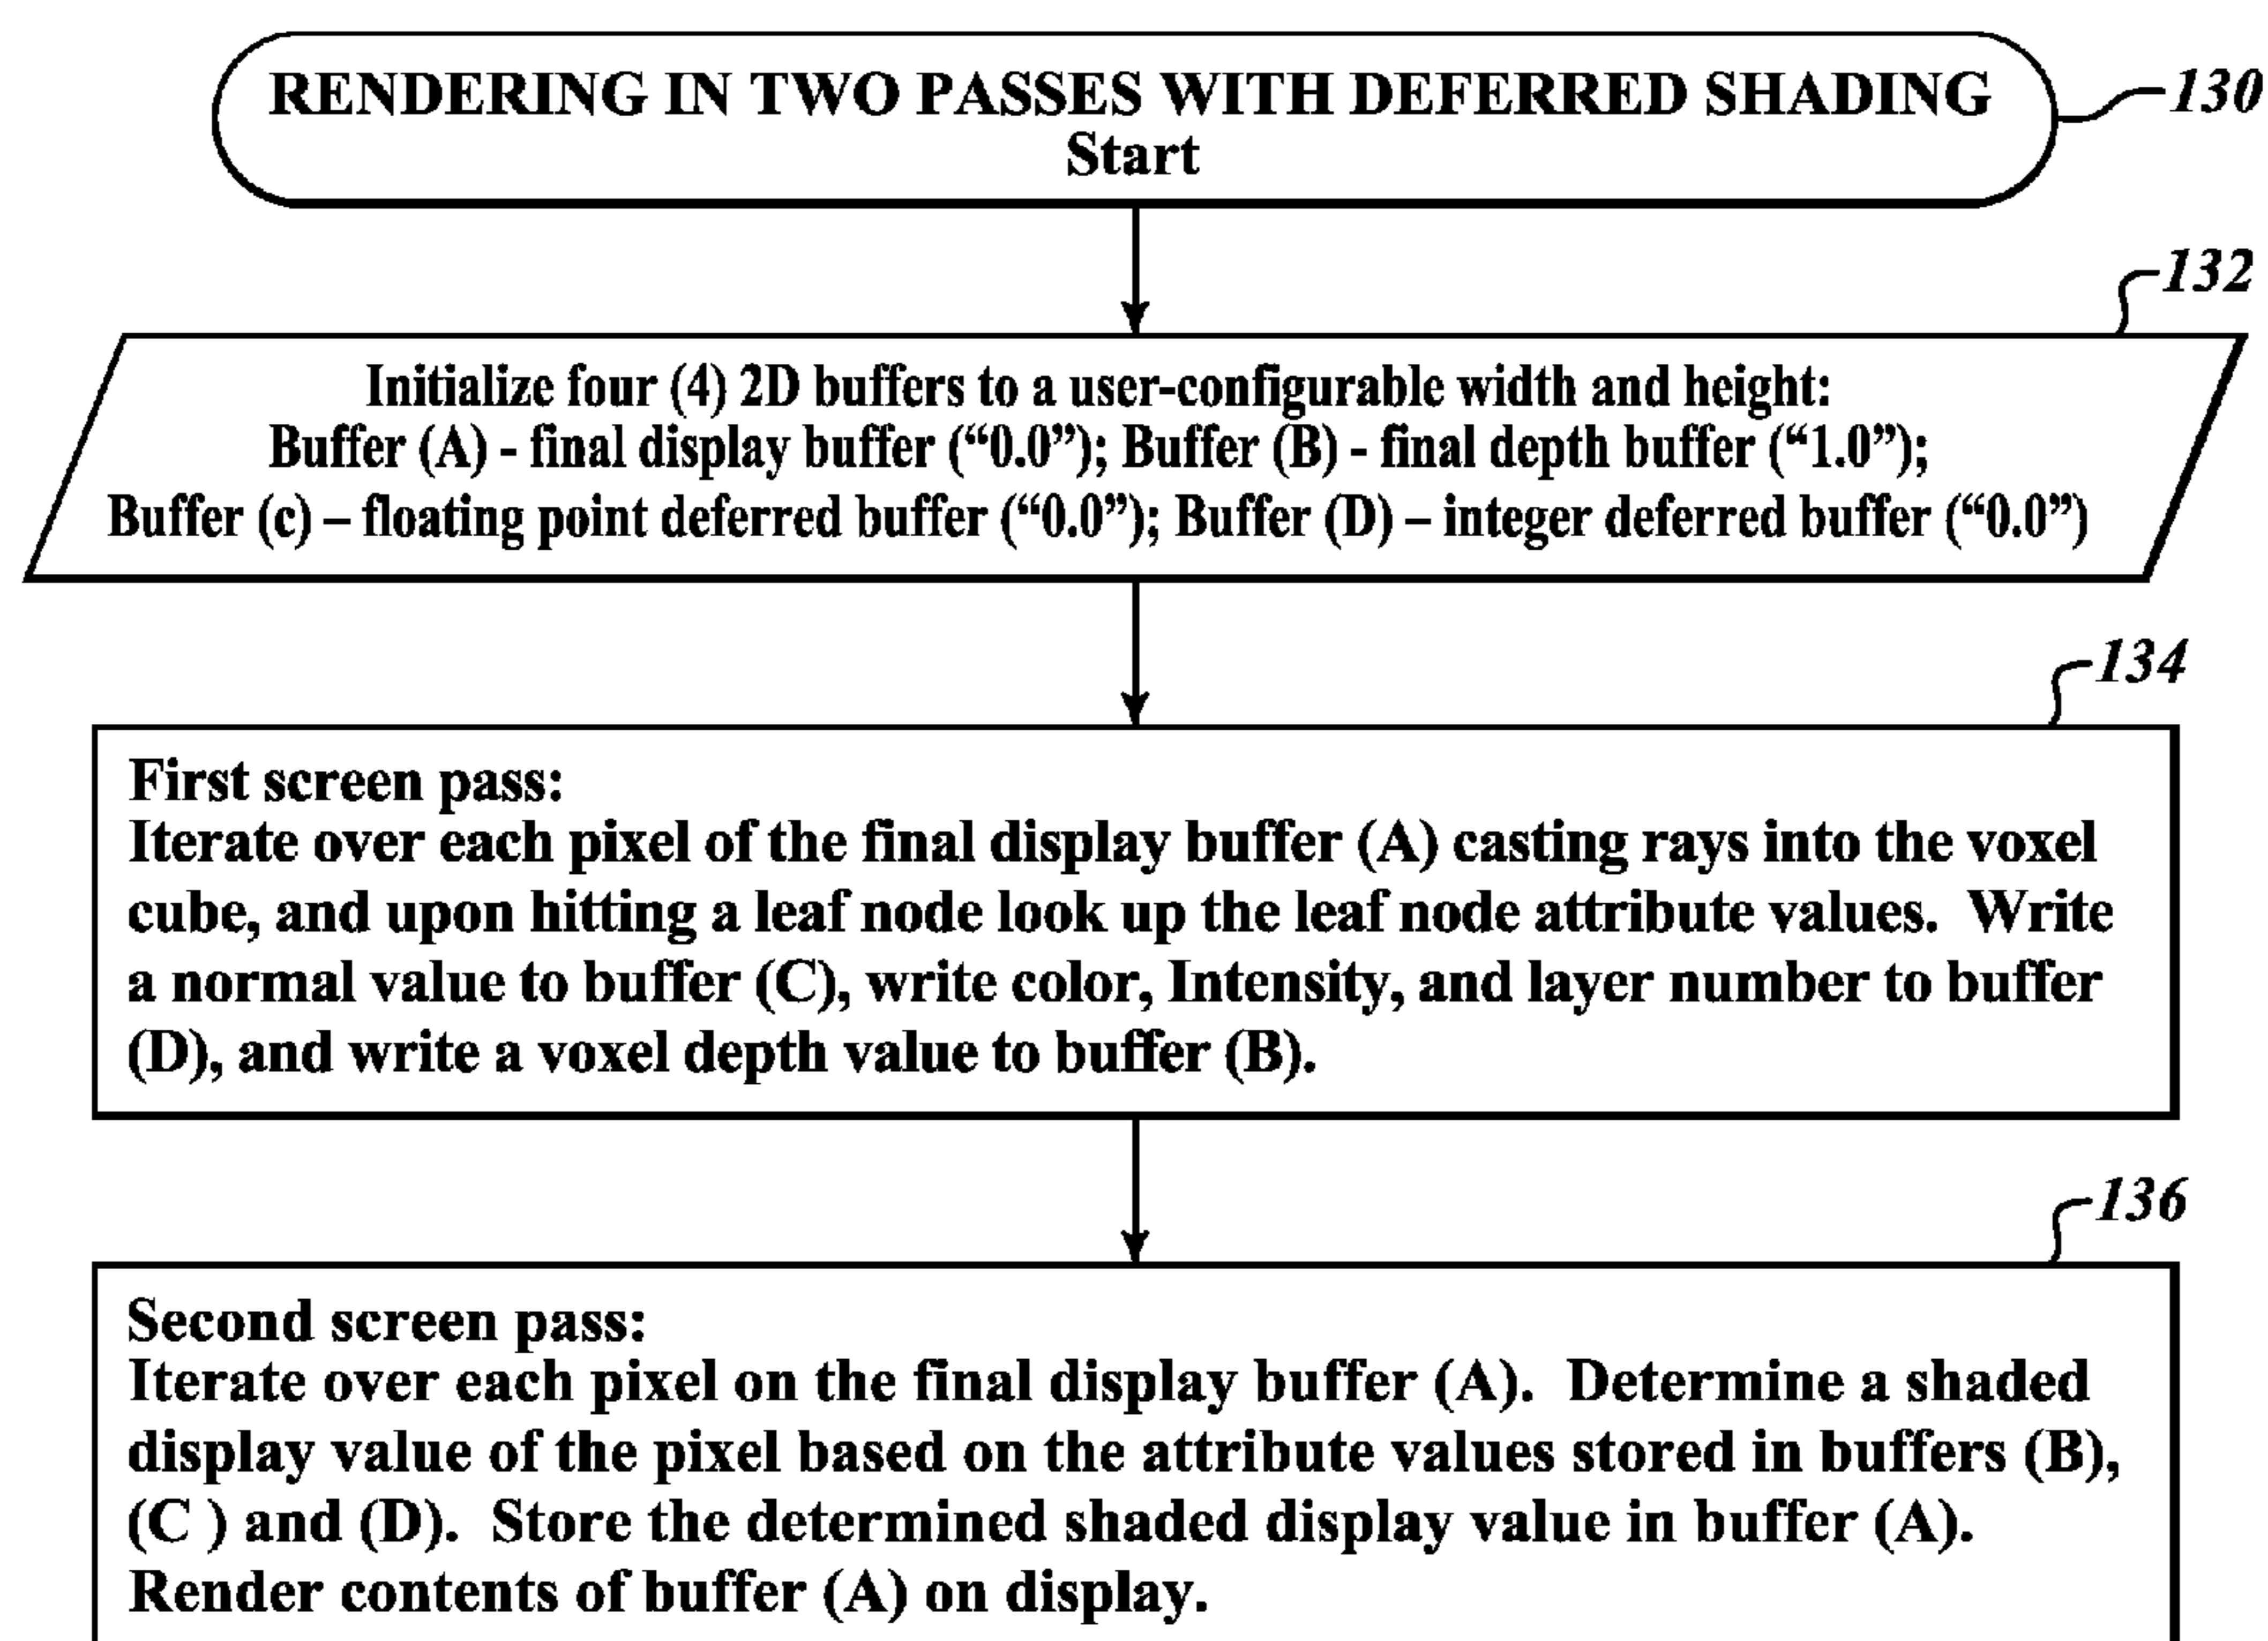 RENDERING IN TWO PASSES WITH DEFERRED SHADING
Start
130
132
Initialize four (4) 2D buffers to a user-configurable width and height:
Buffer (A) - final display buffer (“0.0”); Buffer (B) - final depth buffer (“1.0”);
Buffer (c) – floating point deferred buffer (“0.0”); Buffer (D) – integer deferred buffer (“0.0”)
134
First screen pass:
Iterate over each pixel of the final display buffer (A) casting rays into the voxel
cube, and upon hitting a leaf node look up the leaf node attribute values. Write
a normal value to buffer (C), write color, Intensity, and layer number to buffer
(D), and write a voxel depth value to buffer (B).
136
Second screen pass:
Iterate over each pixel on the final display buffer (A). Determine a shaded
display value of the pixel based on the attribute values stored in buffers (B),
(C ) and (D). Store the determined shaded display value in buffer (A).
Render contents of buffer (A) on display.